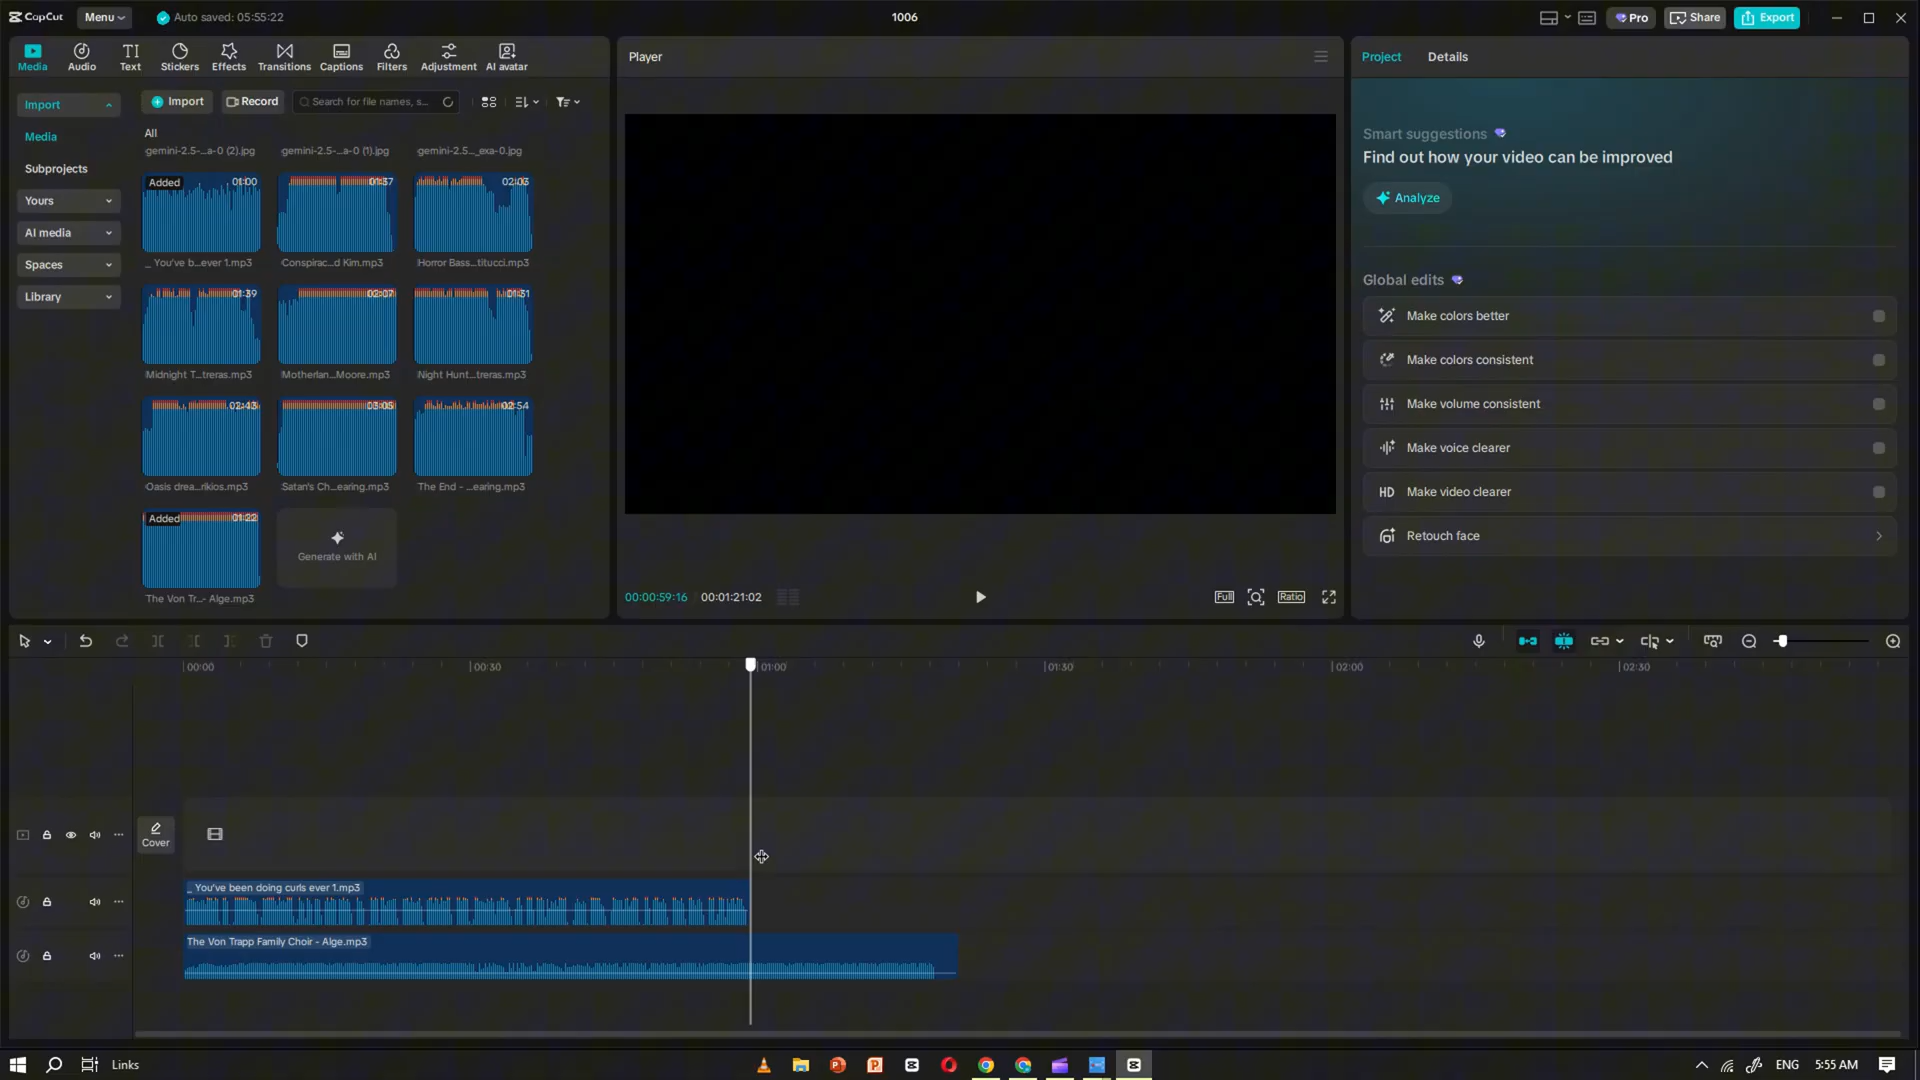 CapCut
Menu
Auto saved: 05:55:22
1006
Pro
Share
Export
Media
Audio
TI
Text
Stickers
Effects
Transitions
Captions
Filters
Adjustment
AI avatar
Import
Media
Subprojects
Yours
AI media
Spaces
Library
Import
Record
Search for file names, s...
All
gemini-2.5-...a-0 (2).jpg
gemini-2.5-...a-0 (1).jpg
gemini-2.5..._exa-0.jpg
Added
01:00
01:37
02:03
_ You've b...ever 1.mp3
Conspirac...d Kim.mp3
Horror Bass...titucci.mp3
01:39
02:07
01:31
Midnight T...treras.mp3
Motherlan...Moore.mp3
Night Hunt...treras.mp3
02:43
03:05
02:54
Oasis drea...rikios.mp3
Satan's Ch...earing.mp3
The End - ...earing.mp3
Added
01:22
Generate with AI
The Von Tr...- Alge.mp3
Player
00:00:59:16
00:01:21:02
Full
Ratio
Project
Details
Smart suggestions
Find out how your video can be improved
Analyze
Global edits
Make colors better
Make colors consistent
Make volume consistent
Make voice clearer
HD
Make video clearer
Retouch face
00:00
00:30
01:00
01:30
02:00
02:30
Cover
_ You've been doing curls ever 1.mp3
The Von Trapp Family Choir - Alge.mp3
Links
ENG
5:55 AM